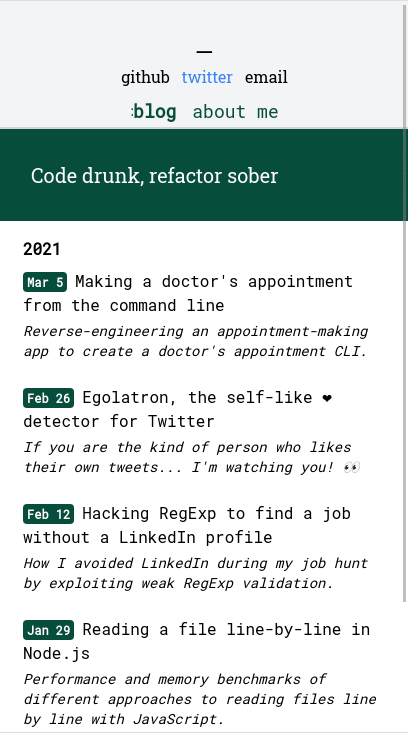 —
github twitter email
:blog about me
Code drunk, refactor sober
2021
Mar 5 Making a doctor's appointment
from the command line
Reverse-engineering an appointment-making
app to create a doctor's appointment CLI.
Feb 26 Egolatron, the self-like ❤
detector for Twitter
If you are the kind of person who likes
their own tweets... I'm watching you! 👀
Feb 12 Hacking RegExp to find a job
without a LinkedIn profile
How I avoided LinkedIn during my job hunt
by exploiting weak RegExp validation.
Jan 29 Reading a file line-by-line in
Node.js
Performance and memory benchmarks of
different approaches to reading files line
by line with JavaScript.